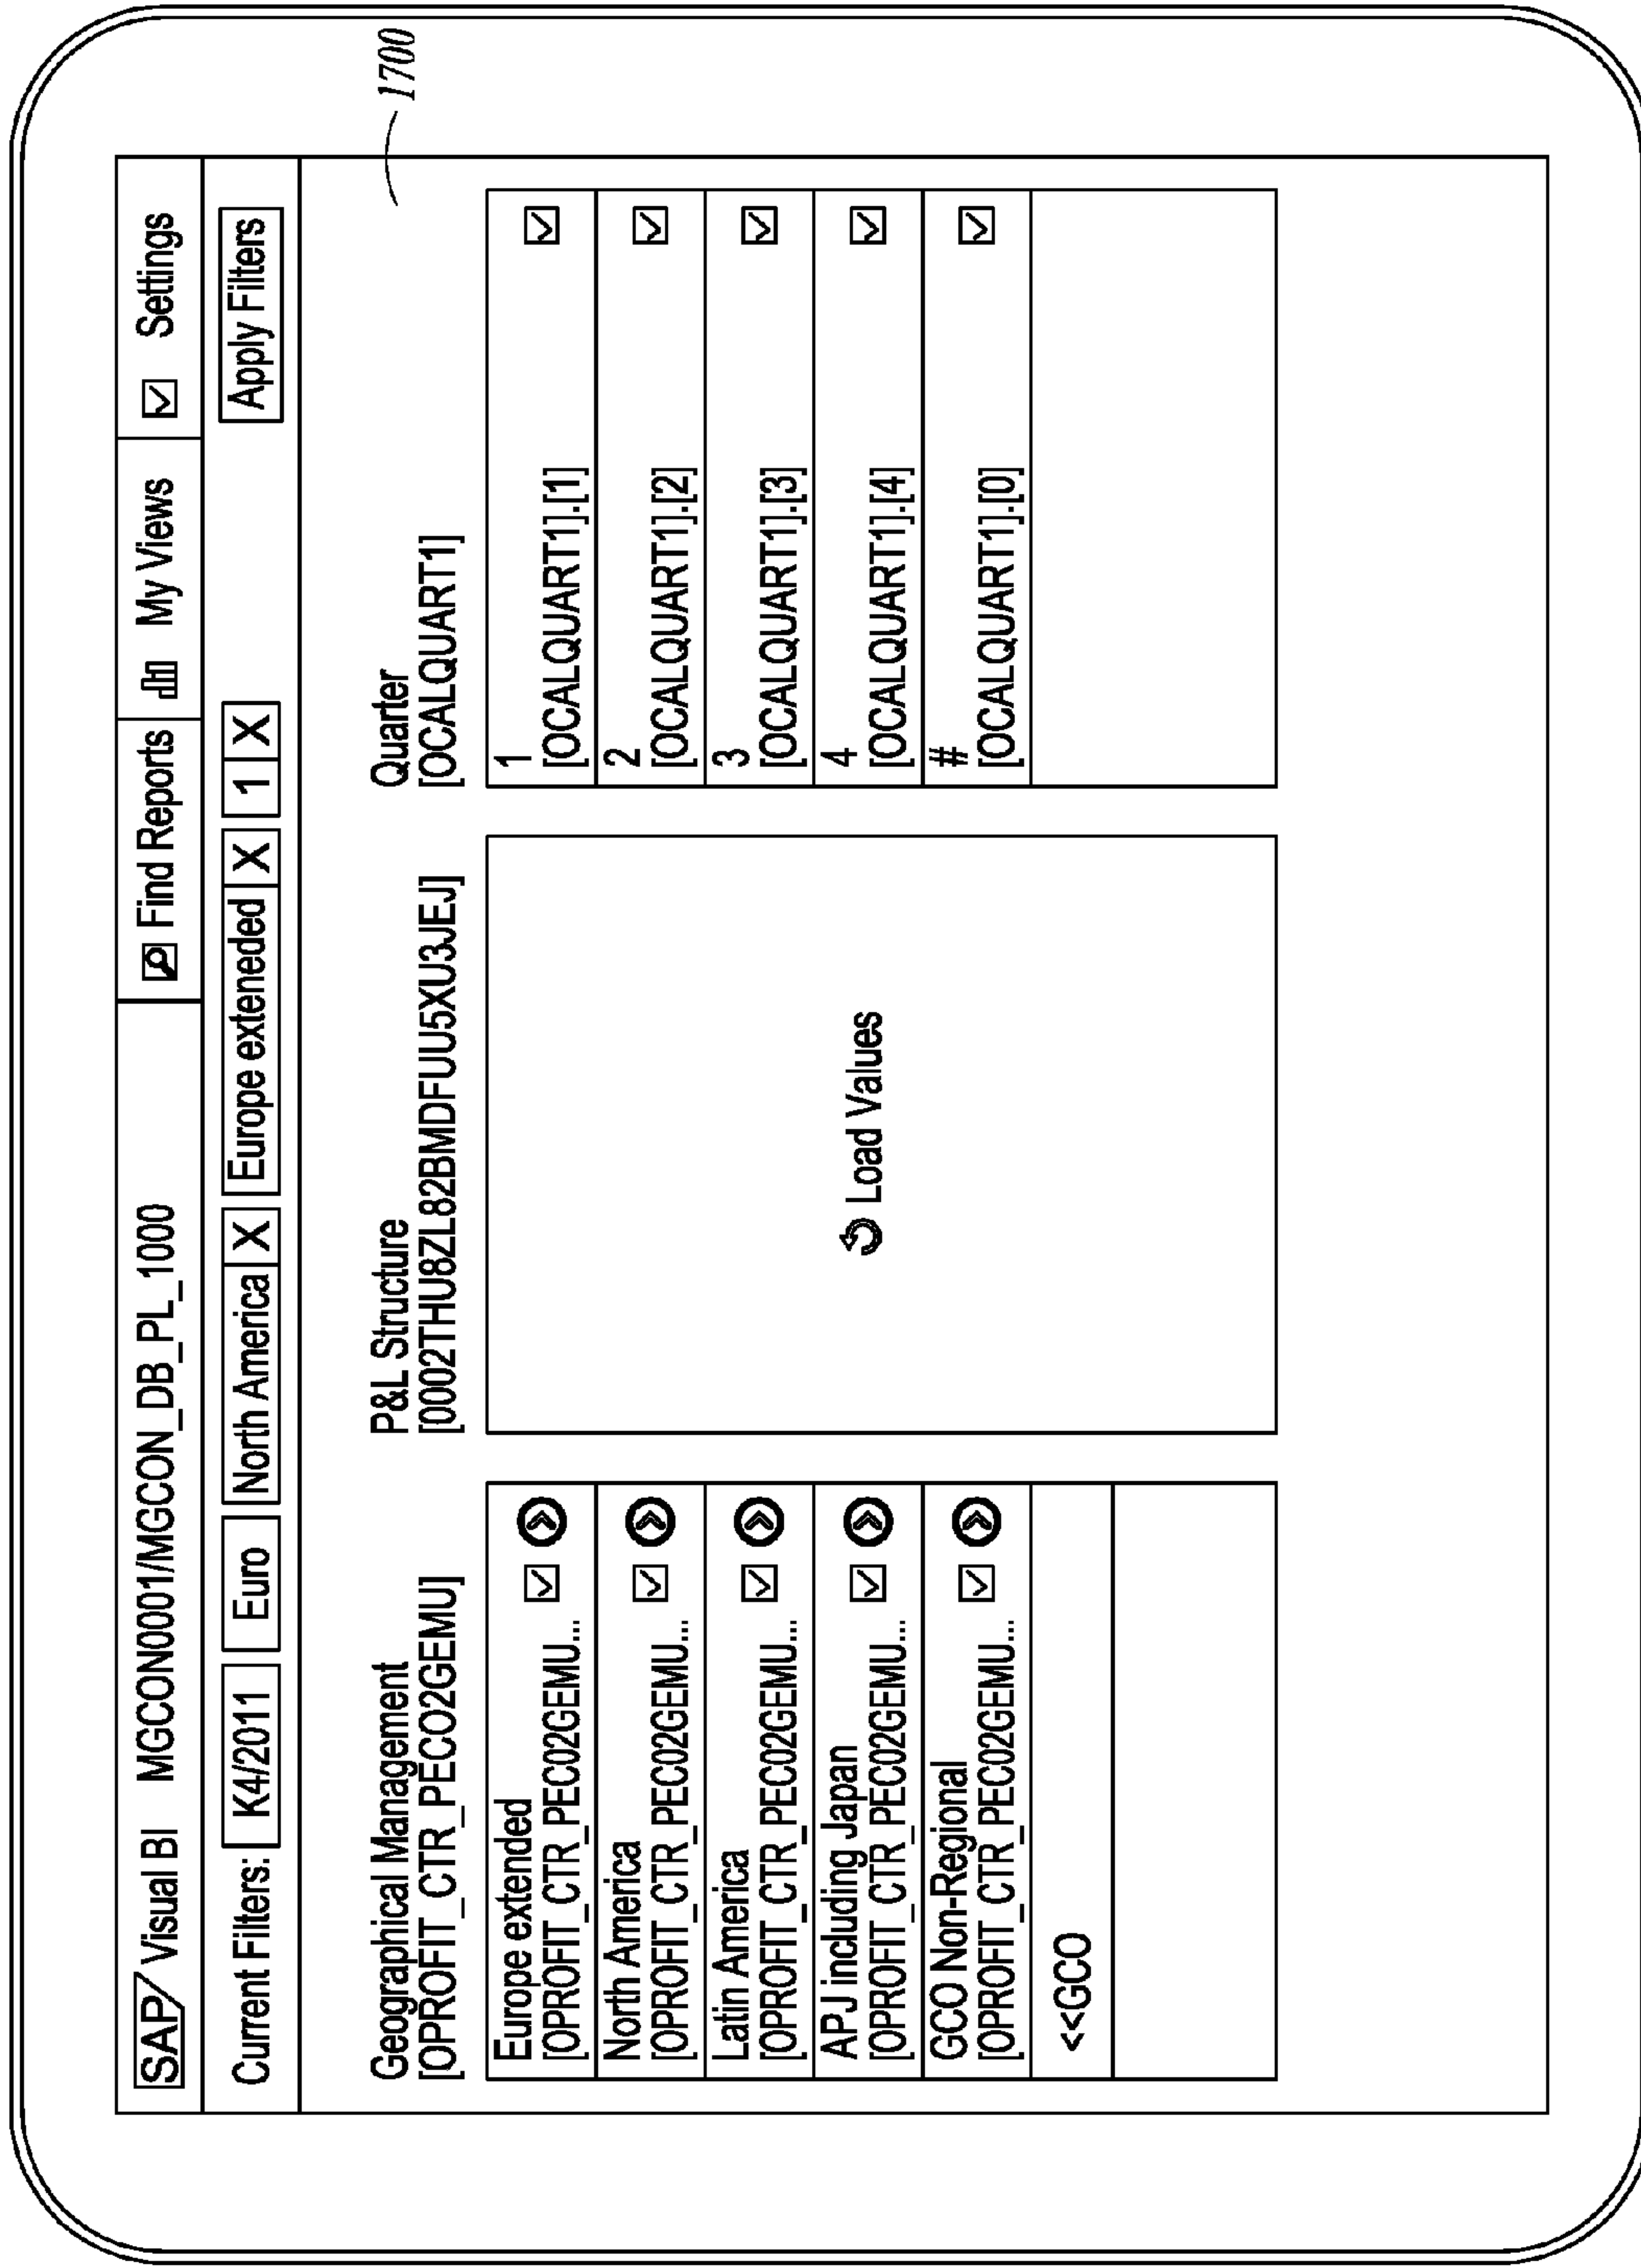 SAP Visual BI MGCON0001/MGCON_DB_PL_1000 Find Reports My Views Settings
Current Filters: K4/2011 Euro North America X Europe exteneded X 1 X Apply Filters
1700
Geographical Management
[OPROFIT_CTR_PECO2GEMU]
Europe extended
[OPROFIT_CTR_PEC02GEMU...
North America
[OPROFIT_CTR_PEC02GEMU...
Latin America
[OPROFIT_CTR_PEC02GEMU...
APJ including Japan
[OPROFIT_CTR_PEC02GEMU...
GCO Non-Regional
[OPROFIT_CTR_PEC02GEMU...
<<GCO
P&L Structure
[0002THU8ZL82BMDFUU5XU3JEJ]
Load Values
Quarter
[OCALQUART1]
1
[OCALQUART1].[1]
2
[OCALQUART1].[2]
3
[OCALQUART1].[3]
4
[OCALQUART1].[4]
#
[OCALQUART1].[0]